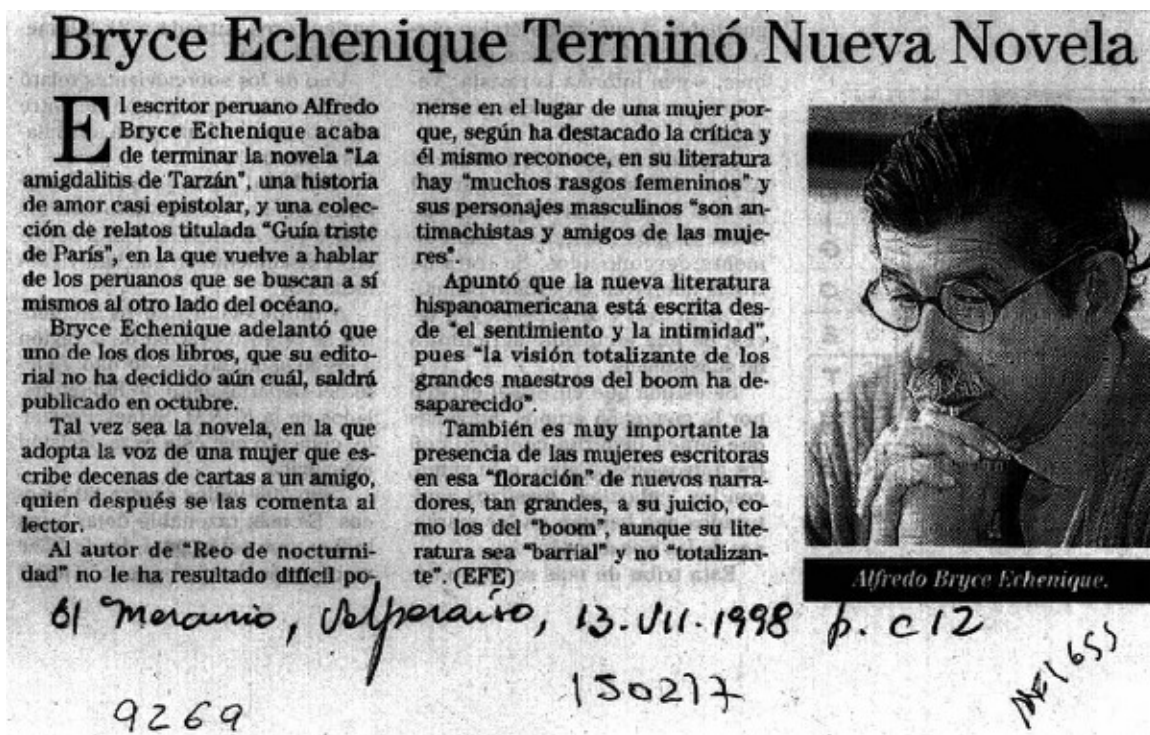 Bryce Echenique Terminó Nueva Novela
El escritor peruano Alfredo
Bryce Echenique acaba
de terminar la novela "La
amigdalitis de Tarzán", una historia
de amor casi epistolar, y una colec-
ción de relatos titulada "Guía triste
de París", en la que vuelve a hablar
de los peruanos que se buscan a sí
mismos al otro lado del océano.
Bryce Echenique adelantó que
uno de los dos libros, que su edito-
rial no ha decidido aún cuál, saldrá
publicado en octubre.
Tal vez sea la novela, en la que
adopta la voz de una mujer que es-
cribe decenas de cartas a un amigo,
quien después se las comenta al
lector.
Al autor de "Reo de nocturni-
dad" no le ha resultado difícil po-
nerse en el lugar de una mujer por-
que, según ha destacado la crítica y
él mismo reconoce, en su literatura
hay "muchos rasgos femeninos" y
sus personajes masculinos "son an-
timachistas y amigos de las muje-
res".
Apuntó que la nueva literatura
hispanoamericana está escrita des-
de "el sentimiento y la intimidad",
pues "la visión totalizante de los
grandes maestros del boom ha de-
saparecido".
También es muy importante la
presencia de las mujeres escritoras
en esa "floración" de nuevos narra-
dores, tan grandes, a su juicio, co-
mo los del "boom", aunque su lite-
ratura sea "barrial" y no "totalizan-
te". (EFE)
Alfredo Bryce Echenique.
El Mercurio, Valparaíso, 13.VII.1998 p. c12
150217
9269